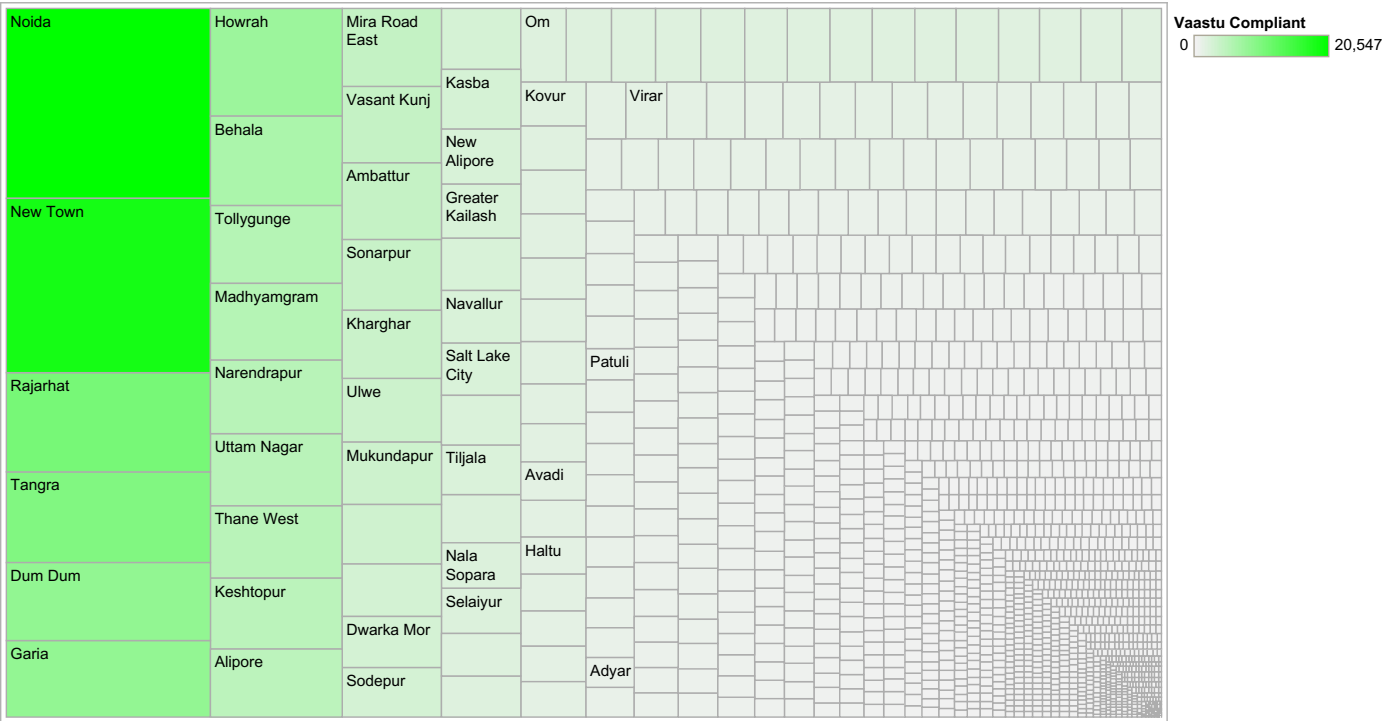 Noida
New Town
Rajarhat
Tangra
Dum Dum
Garia
Howrah
Behala
Tollygunge
Madhyamgram
Narendrapur
Uttam Nagar
Thane West
Keshtopur
Alipore
Mira Road
East
Vasant Kunj
Ambattur
Sonarpur
Kharghar
Ulwe
Mukundapur
Dwarka Mor
Sodepur
Kasba
New
Alipore
Greater
Kailash
Navallur
Salt Lake
City
Tiljala
Nala
Sopara
Selaiyur
Om
Kovur
Avadi
Haltu
Virar
Patuli
Adyar
Vaastu Compliant
0 20,547